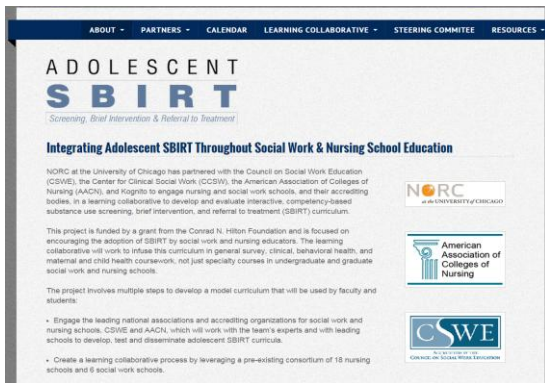 ABOUT PARTNERS CALENDAR LEARNING COLLABORATIVE STEERING COMMITEE RESOURCES
ADOLESCENT
SBIRT
Screening, Brief Intervention & Referral to Treatment
Integrating Adolescent SBIRT Throughout Social Work & Nursing School Education
NORC at the University of Chicago has partnered with the Council on Social Work Education
(CSWE), the Center for Clinical Social Work (CCSW), the American Association of Colleges of
Nursing (AACN), and Kognito to engage nursing and social work schools, and their accrediting
bodies, in a learning collaborative to develop and evaluate interactive, competency-based
substance use screening, brief intervention, and referral to treatment (SBIRT) curriculum.
This project is funded by a grant from the Conrad N. Hilton Foundation and is focused on
encouraging the adoption of SBIRT by social work and nursing educators. The learning
collaborative will work to infuse this curriculum in general survey, clinical, behavioral health, and
maternal and child health coursework, not just specialty courses in undergraduate and graduate
social work and nursing schools.
The project involves multiple steps to develop a model curriculum that will be used by faculty and
students:
• Engage the leading national associations and accrediting organizations for social work and
nursing schools, CSWE and AACN, which will work with the team's experts and with leading
schools to develop, test and disseminate adolescent SBIRT curricula.
• Create a learning collaborative process by leveraging a pre-existing consortium of 18 nursing
schools and 6 social work schools.
NORC
at the UNIVERSITY of CHICAGO
American
Association of
Colleges of
Nursing
CSWE
COUNCIL ON SOCIAL WORK EDUCATION